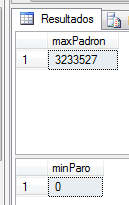 Resultados
maxPadron
1 3233527
minParo
1 0